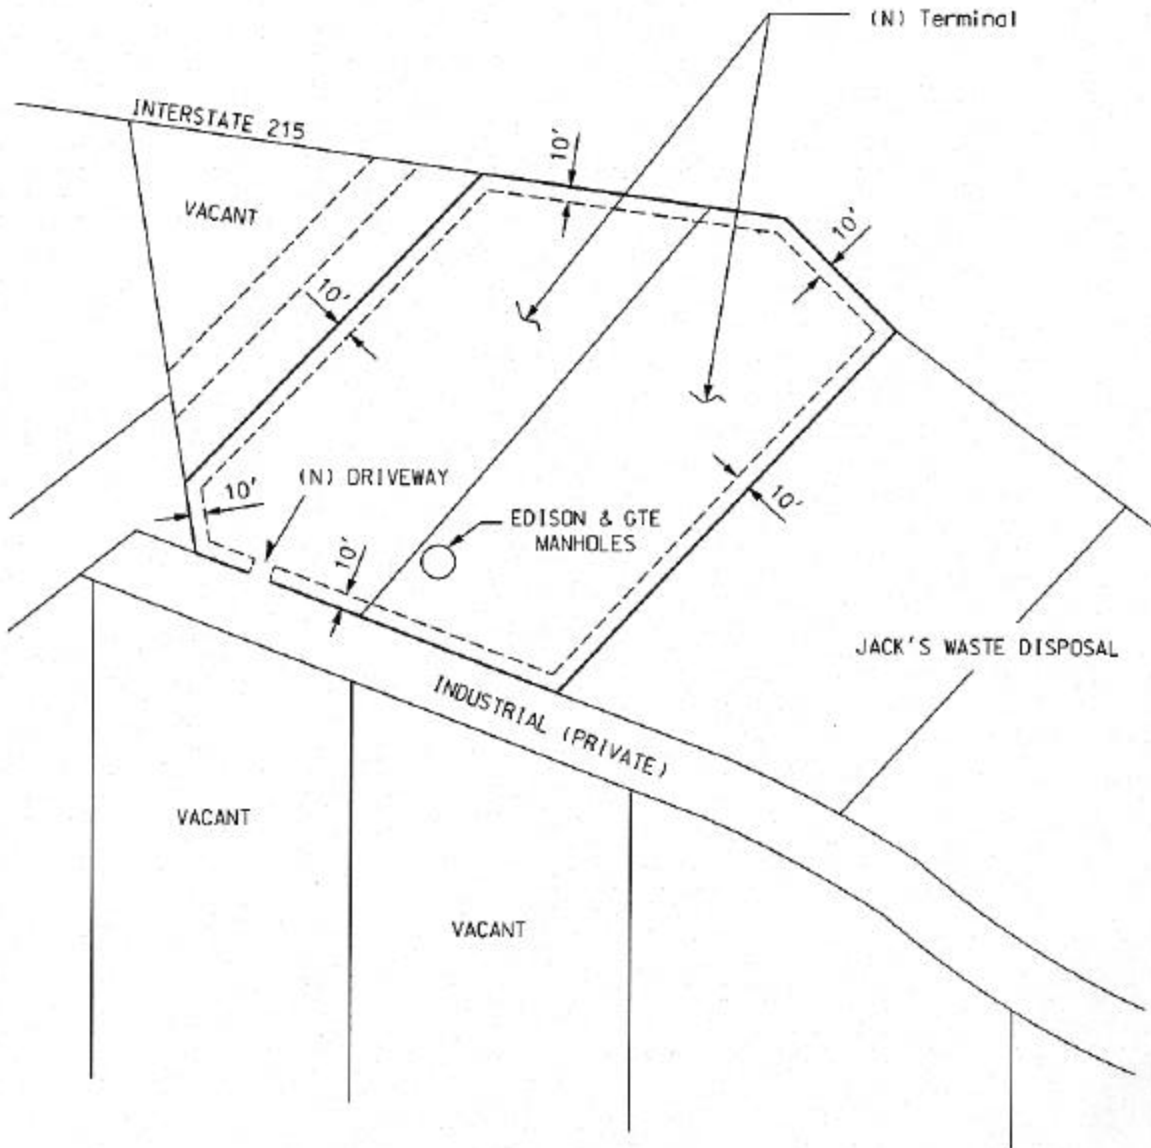 (N) Terminal
INTERSTATE 215
10'
VACANT
10'
10'
(N) DRIVEWAY
10'
EDISON & GTE
MANHOLES
10'
10'
JACK'S WASTE DISPOSAL
INDUSTRIAL (PRIVATE)
VACANT
VACANT